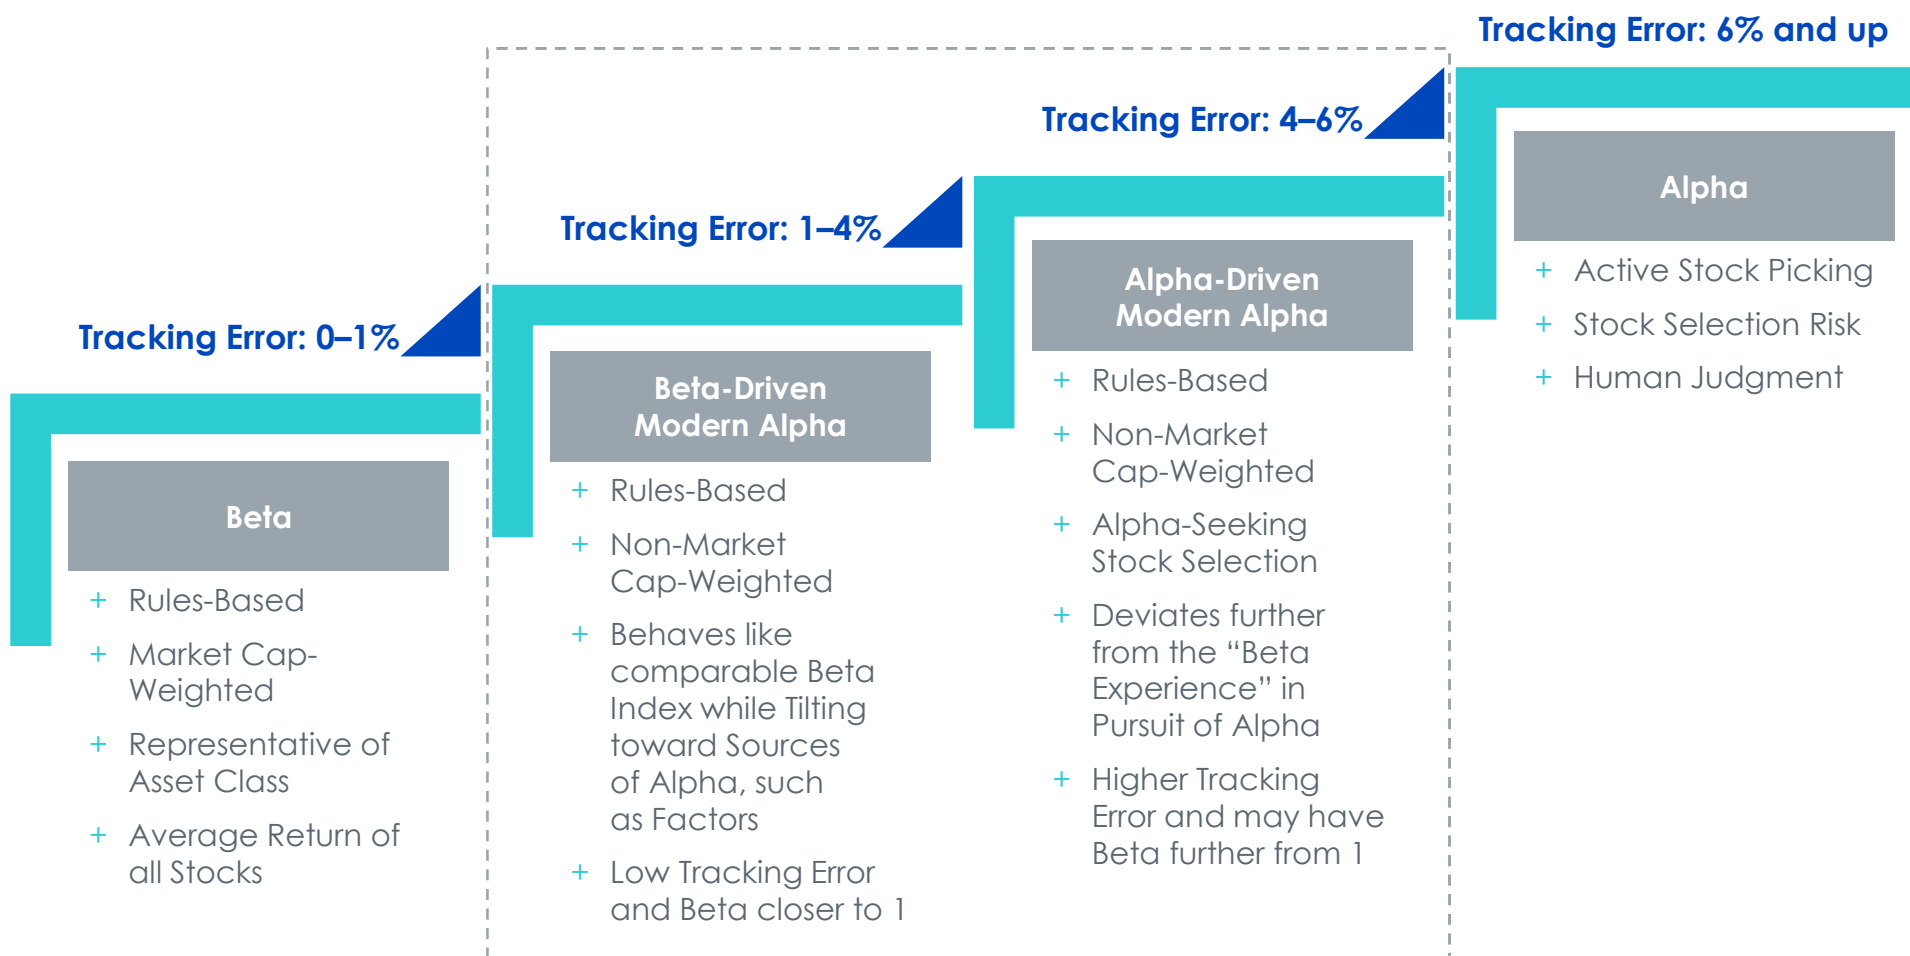 Tracking Error: 0–1%
Beta
+ Rules-Based
+ Market Cap-
Weighted
+ Representative of
Asset Class
+ Average Return of
all Stocks
Tracking Error: 1–4%
Beta-Driven
Modern Alpha
+ Rules-Based
+ Non-Market
Cap-Weighted
+ Behaves like
comparable Beta
Index while Tilting
toward Sources
of Alpha, such
as Factors
+ Low Tracking Error
and Beta closer to 1
Tracking Error: 4–6%
Alpha-Driven
Modern Alpha
+ Rules-Based
+ Non-Market
Cap-Weighted
+ Alpha-Seeking
Stock Selection
+ Deviates further
from the “Beta
Experience” in
Pursuit of Alpha
+ Higher Tracking
Error and may have
Beta further from 1
Tracking Error: 6% and up
Alpha
+ Active Stock Picking
+ Stock Selection Risk
+ Human Judgment